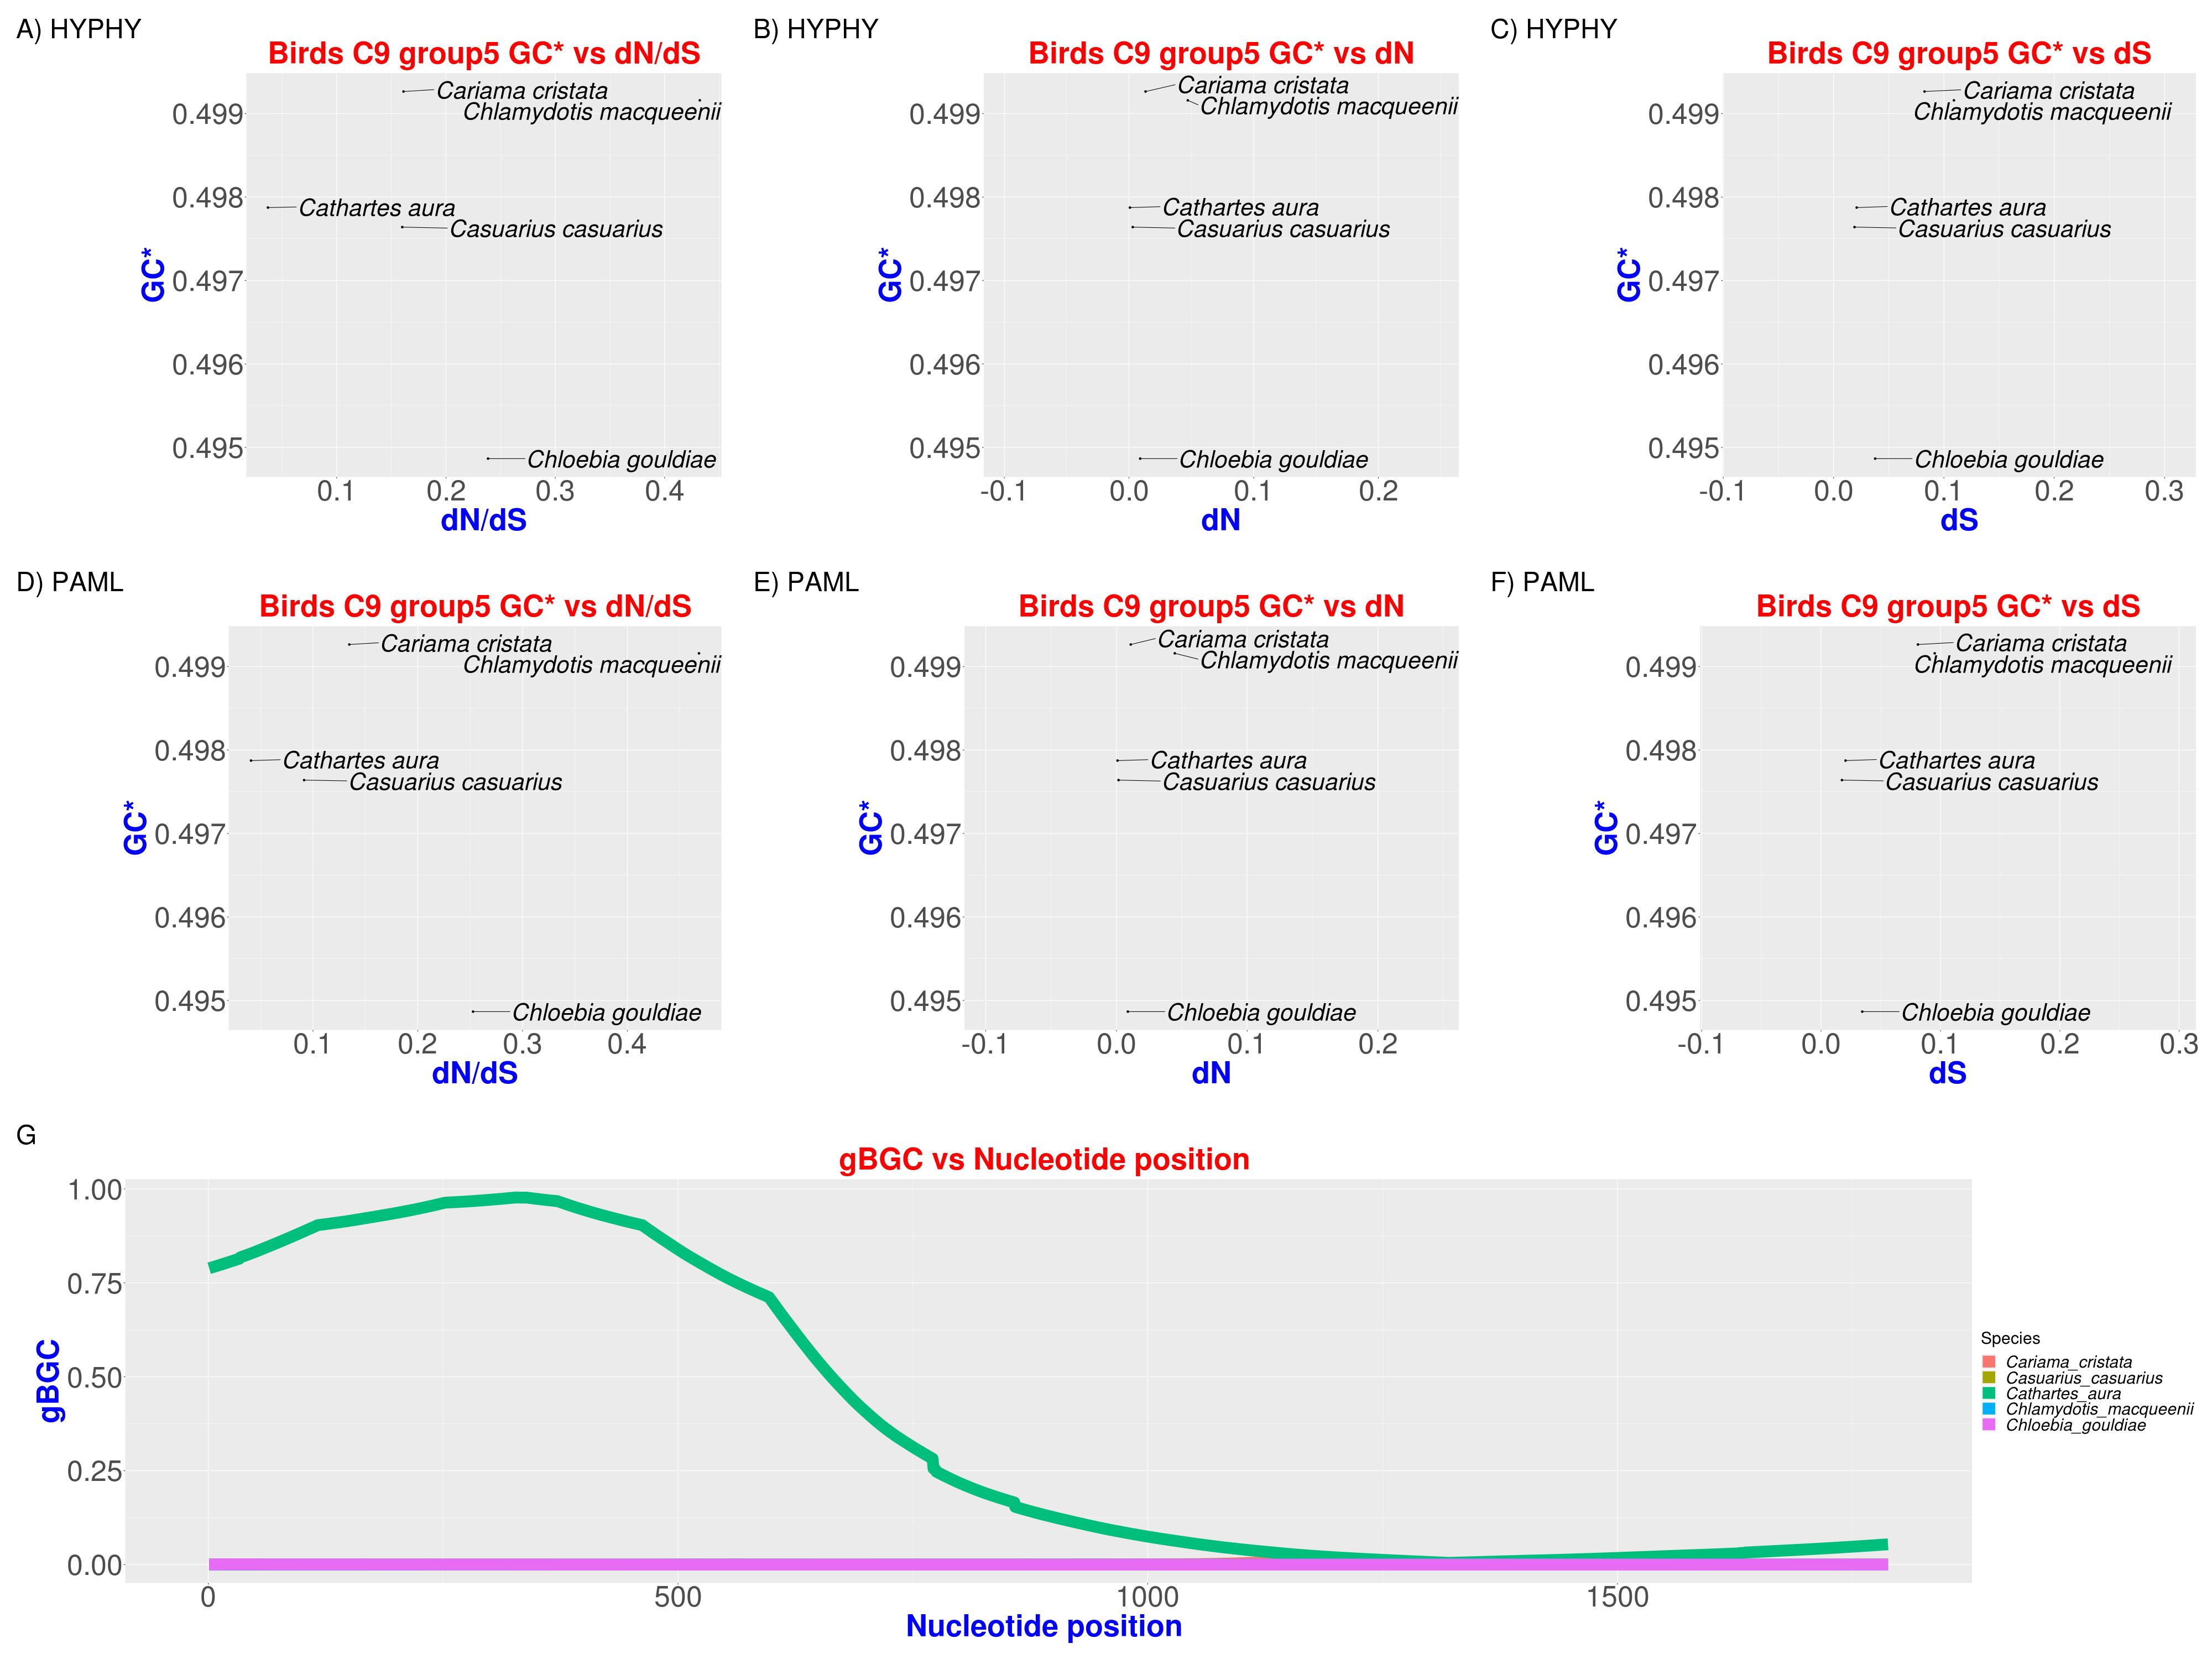 A) HYPHY
Birds C9 group5 GC* vs dN/dS
Cariama cristata
Chlamydotis macqueenii
Cathartes aura
Casuarius casuarius
Chloebia gouldiae
0.499
0.498
0.497
0.496
0.495
GC*
0.1 0.2 0.3 0.4
dN/dS
B) HYPHY
Birds C9 group5 GC* vs dN
Cariama cristata
Chlamydotis macqueenii
Cathartes aura
Casuarius casuarius
Chloebia gouldiae
0.499
0.498
0.497
0.496
0.495
GC*
-0.1 0.0 0.1 0.2
dN
C) HYPHY
Birds C9 group5 GC* vs dS
Cariama cristata
Chlamydotis macqueenii
Cathartes aura
Casuarius casuarius
Chloebia gouldiae
0.499
0.498
0.497
0.496
0.495
GC*
-0.1 0.0 0.1 0.2 0.3
dS
D) PAML
Birds C9 group5 GC* vs dN/dS
Cariama cristata
Chlamydotis macqueenii
Cathartes aura
Casuarius casuarius
Chloebia gouldiae
0.499
0.498
0.497
0.496
0.495
GC*
0.1 0.2 0.3 0.4
dN/dS
E) PAML
Birds C9 group5 GC* vs dN
Cariama cristata
Chlamydotis macqueenii
Cathartes aura
Casuarius casuarius
Chloebia gouldiae
0.499
0.498
0.497
0.496
0.495
GC*
-0.1 0.0 0.1 0.2
dN
F) PAML
Birds C9 group5 GC* vs dS
Cariama cristata
Chlamydotis macqueenii
Cathartes aura
Casuarius casuarius
Chloebia gouldiae
0.499
0.498
0.497
0.496
0.495
GC*
-0.1 0.0 0.1 0.2 0.3
dS
G
gBGC vs Nucleotide position
1.00
0.75
0.50
0.25
0.00
gBGC
0 500 1000 1500
Nucleotide position
Species
Cariama_cristata
Casuarius_casuarius
Cathartes_aura
Chlamydotis_macqueenii
Chloebia_gouldiae